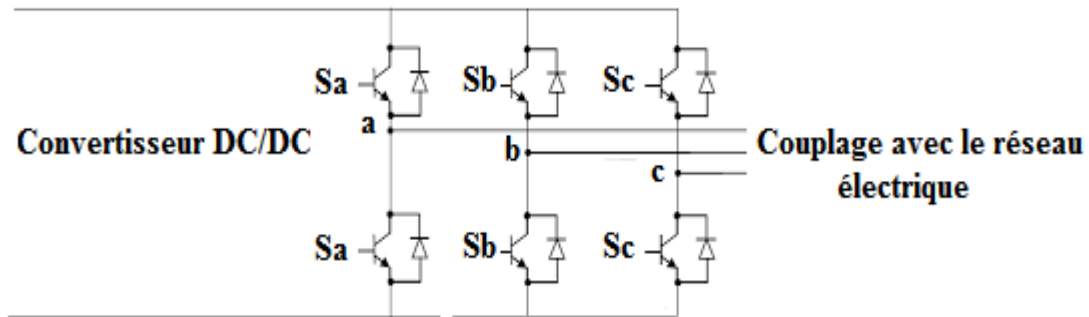 Sa
Sb
Sc
a
Convertisseur DC/DC
b
c
Couplage avec le réseau
électrique
Sa
Sb
Sc